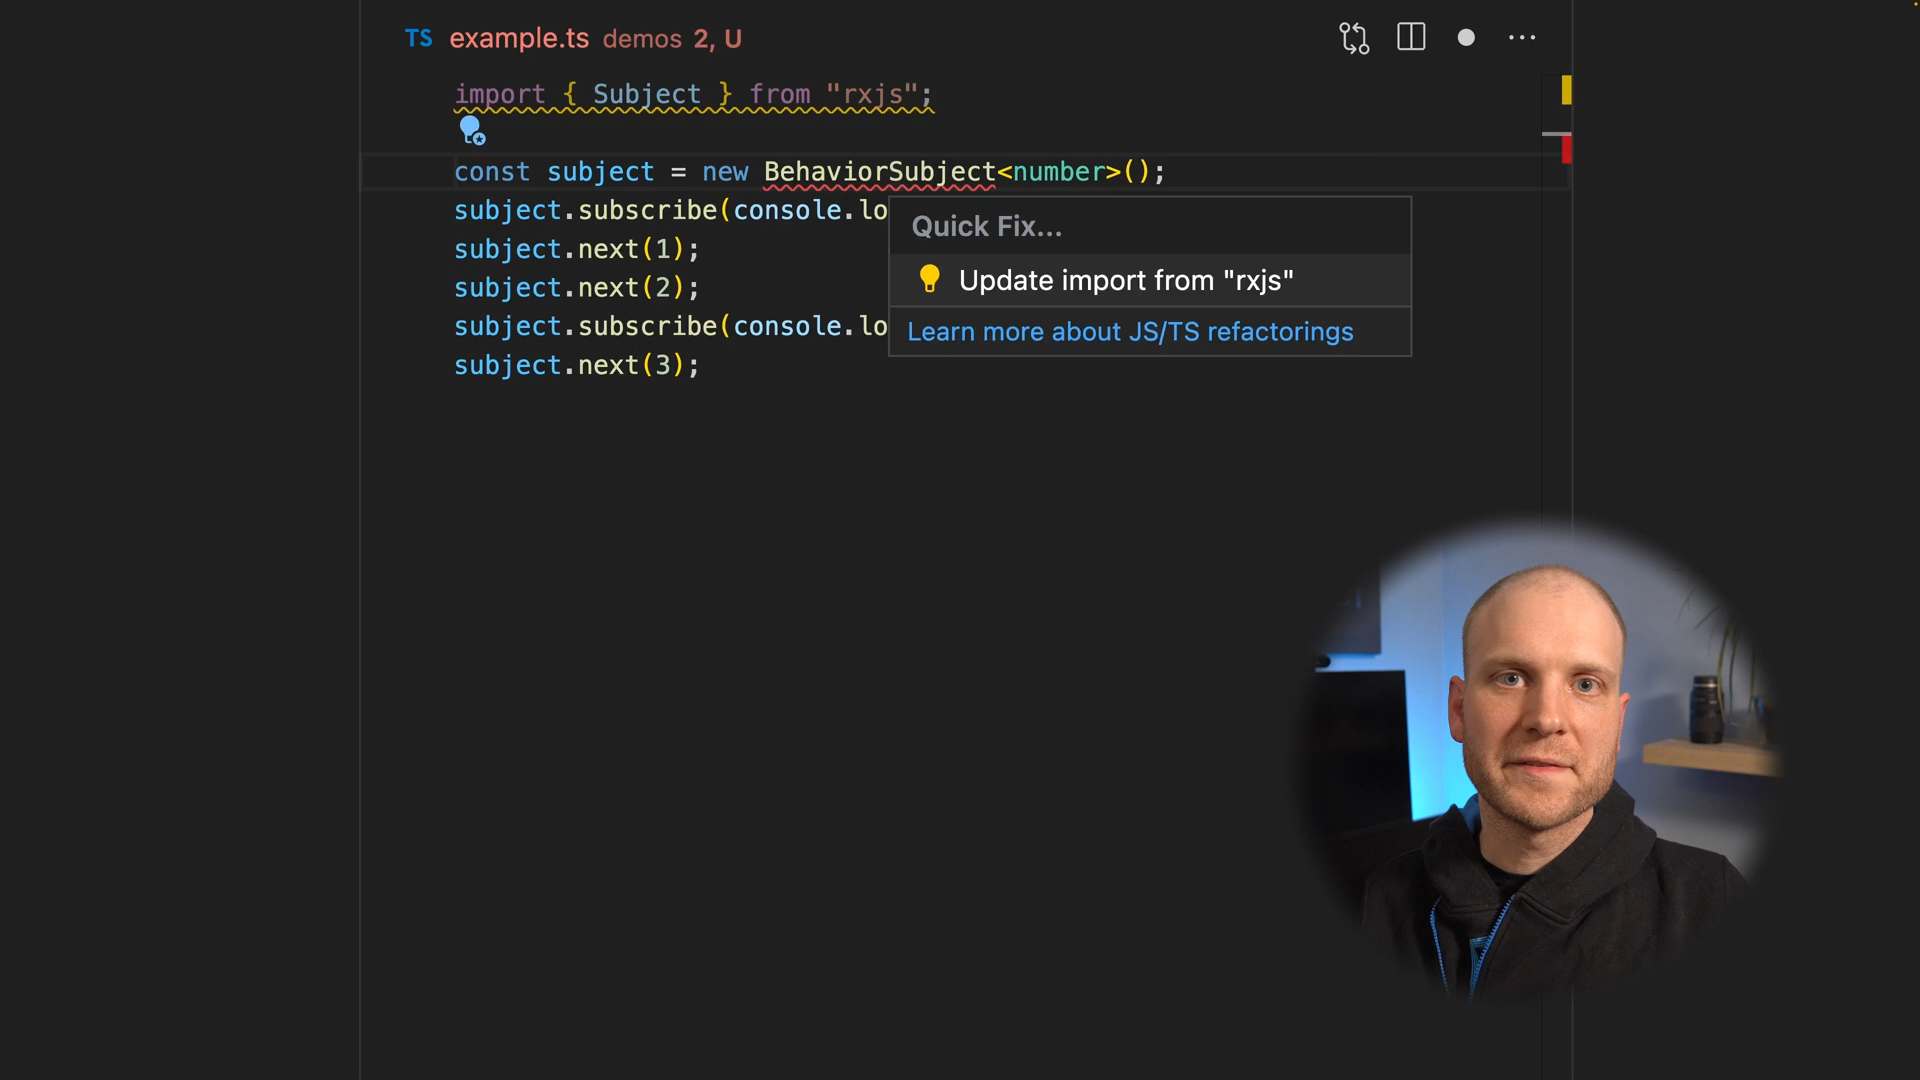 TS example.ts demos 2, U
import { Subject } from "rxjs";
const subject = new BehaviorSubject<number>();
subject.subscribe(console.lo
Quick Fix...
subject.next(1);
Update import from "rxjs"
subject.next(2);
subject.subscribe(console.lo
Learn more about JS/TS refactorings
subject.next(3);